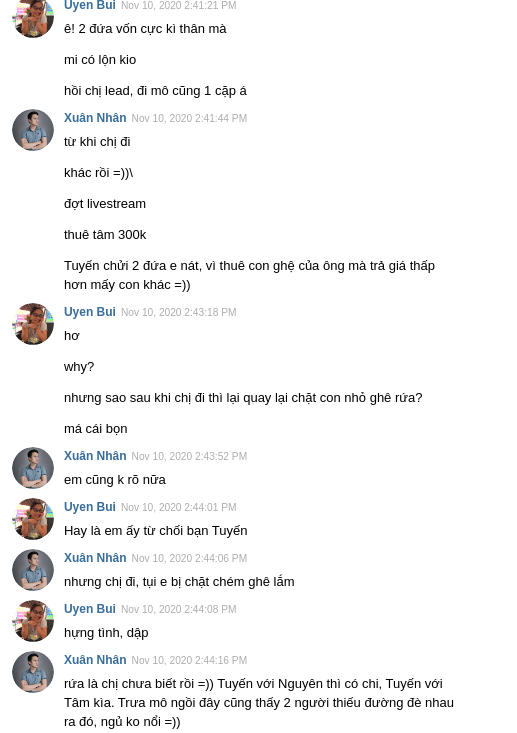 Uyen Bui Nov 10, 2020 2:41:21 PM
ê! 2 đứa vốn cực kì thân mà
mi có lộn kio
hồi chị lead, đi mô cũng 1 cặp á
Xuân Nhân Nov 10, 2020 2:41:44 PM
từ khi chị đi
khác rồi =))\
đợt livestream
thuê tâm 300k
Tuyến chửi 2 đứa e nát, vì thuê con ghệ của ông mà trả giá thấp
hơn mấy con khác =))
Uyen Bui Nov 10, 2020 2:43:18 PM
hơ
why?
nhưng sao sau khi chị đi thì lại quay lại chặt con nhỏ ghê rứa?
má cái bọn
Xuân Nhân Nov 10, 2020 2:43:52 PM
em cũng k rõ nữa
Uyen Bui Nov 10, 2020 2:44:01 PM
Hay là em ấy từ chối bạn Tuyến
Xuân Nhân Nov 10, 2020 2:44:06 PM
nhưng chị đi, tụi e bị chặt chém ghê lắm
Uyen Bui Nov 10, 2020 2:44:08 PM
hựng tình, dập
Xuân Nhân Nov 10, 2020 2:44:16 PM
rứa là chị chưa biết rồi =)) Tuyến với Nguyên thì có chi, Tuyến với
Tâm kìa. Trưa mô ngồi đây cũng thấy 2 người thiếu đường đè nhau
ra đó, ngủ ko nổi =))